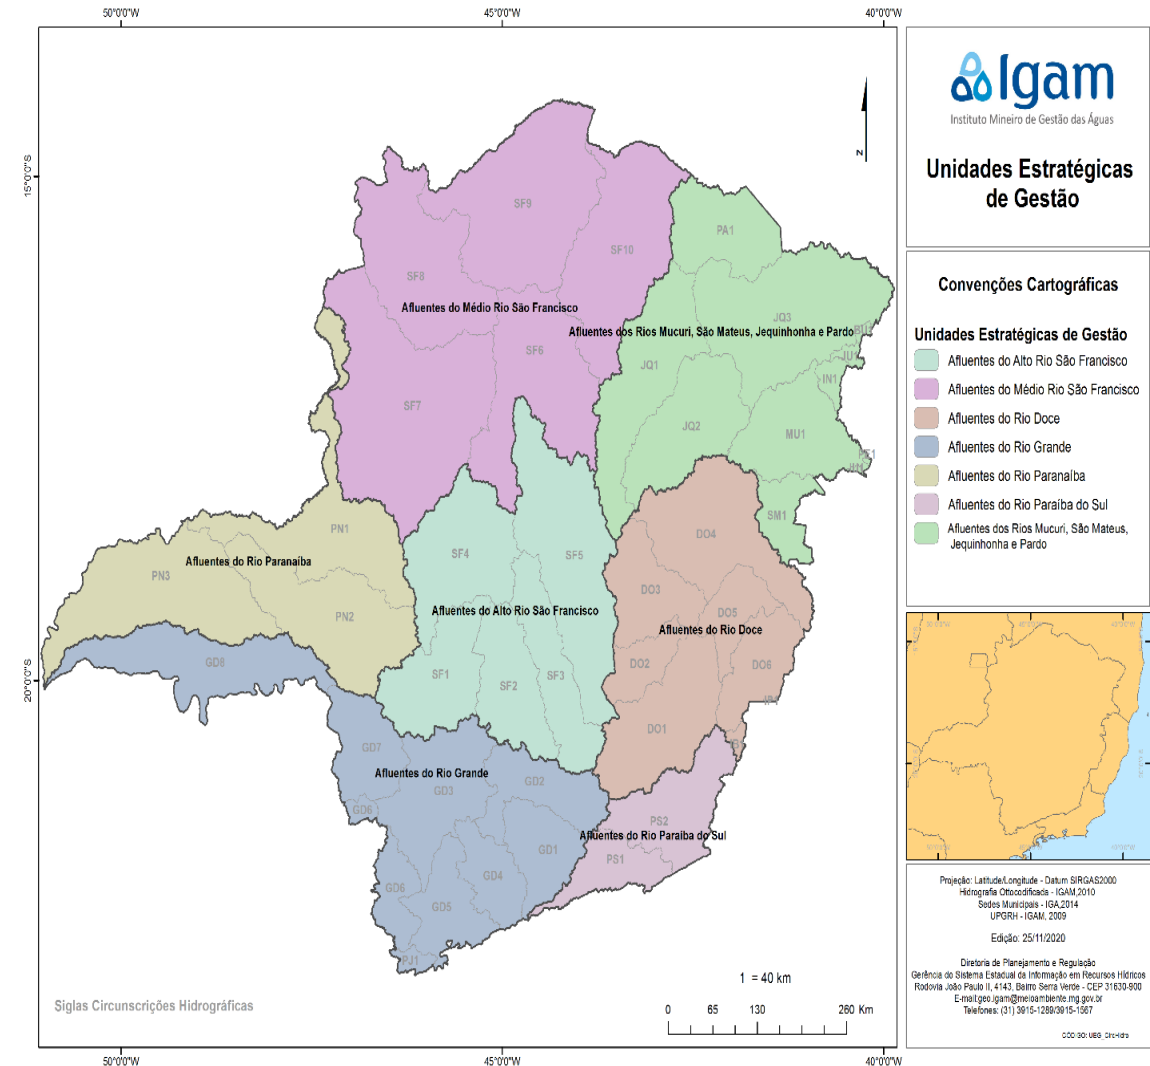 50°0'0"W
45°0'0"W
40°0'0"W
15°0'0"S
20°0'0"S
N
Igam
Instituto Mineiro de Gestão das Águas
Unidades Estratégicas
de Gestão
Convenções Cartográficas
Unidades Estratégicas de Gestão
Afluentes do Alto Rio São Francisco
Afluentes do Médio Rio São Francisco
Afluentes do Rio Doce
Afluentes do Rio Grande
Afluentes do Rio Paranaíba
Afluentes do Rio Paraíba do Sul
Afluentes dos Rios Mucuri, São Mateus,
Jequinhonha e Pardo
SF9
PA1
SF10
SF8
Afluentes do Médio Rio São Francisco
JQ3
Afluentes dos Rios Mucuri, São Mateus, Jequinhonha e Pardo
BU1
SF6
JU1
JQ1
IN1
SF7
JQ2
MU1
SM1
PN1
DO4
SF4
SF5
Afluentes do Rio Paranaíba
PN3
DO3
Afluentes do Alto Rio São Francisco
DO5
PN2
Afluentes do Rio Doce
GD8
DO2
DO6
SF1
SF2
SF3
DO1
GD7
Afluentes do Rio Grande
GD2
GD3
GD6
PS2
Afluentes do Rio Paraiba do Sul
GD1
PS1
GD4
GD6
GD5
PJ1
1 = 40 km
0 65 130 260 Km
Siglas Circunscrições Hidrográficas
50°0'0"W
45°0'0"W
40°0'0"W
Projeção: Latitude/Longitude - Datum SIRGAS2000
Hidrografia Ottocodificada - IGAM,2010
Sedes Municipais - IGA,2014
UPGRH - IGAM, 2009
Edição: 25/11/2020
Diretoria de Planejamento e Regulação
Gerência do Sistema Estadual da Informação em Recursos Hídricos
Rodovia João Paulo II, 4143, Bairro Serra Verde - CEP 31630-900
E-mail:geo.igam@meioambiente.mg.gov.br
Telefones: (31) 3915-1289/3915-1567
CÓDIGO: UEG_CircHidro